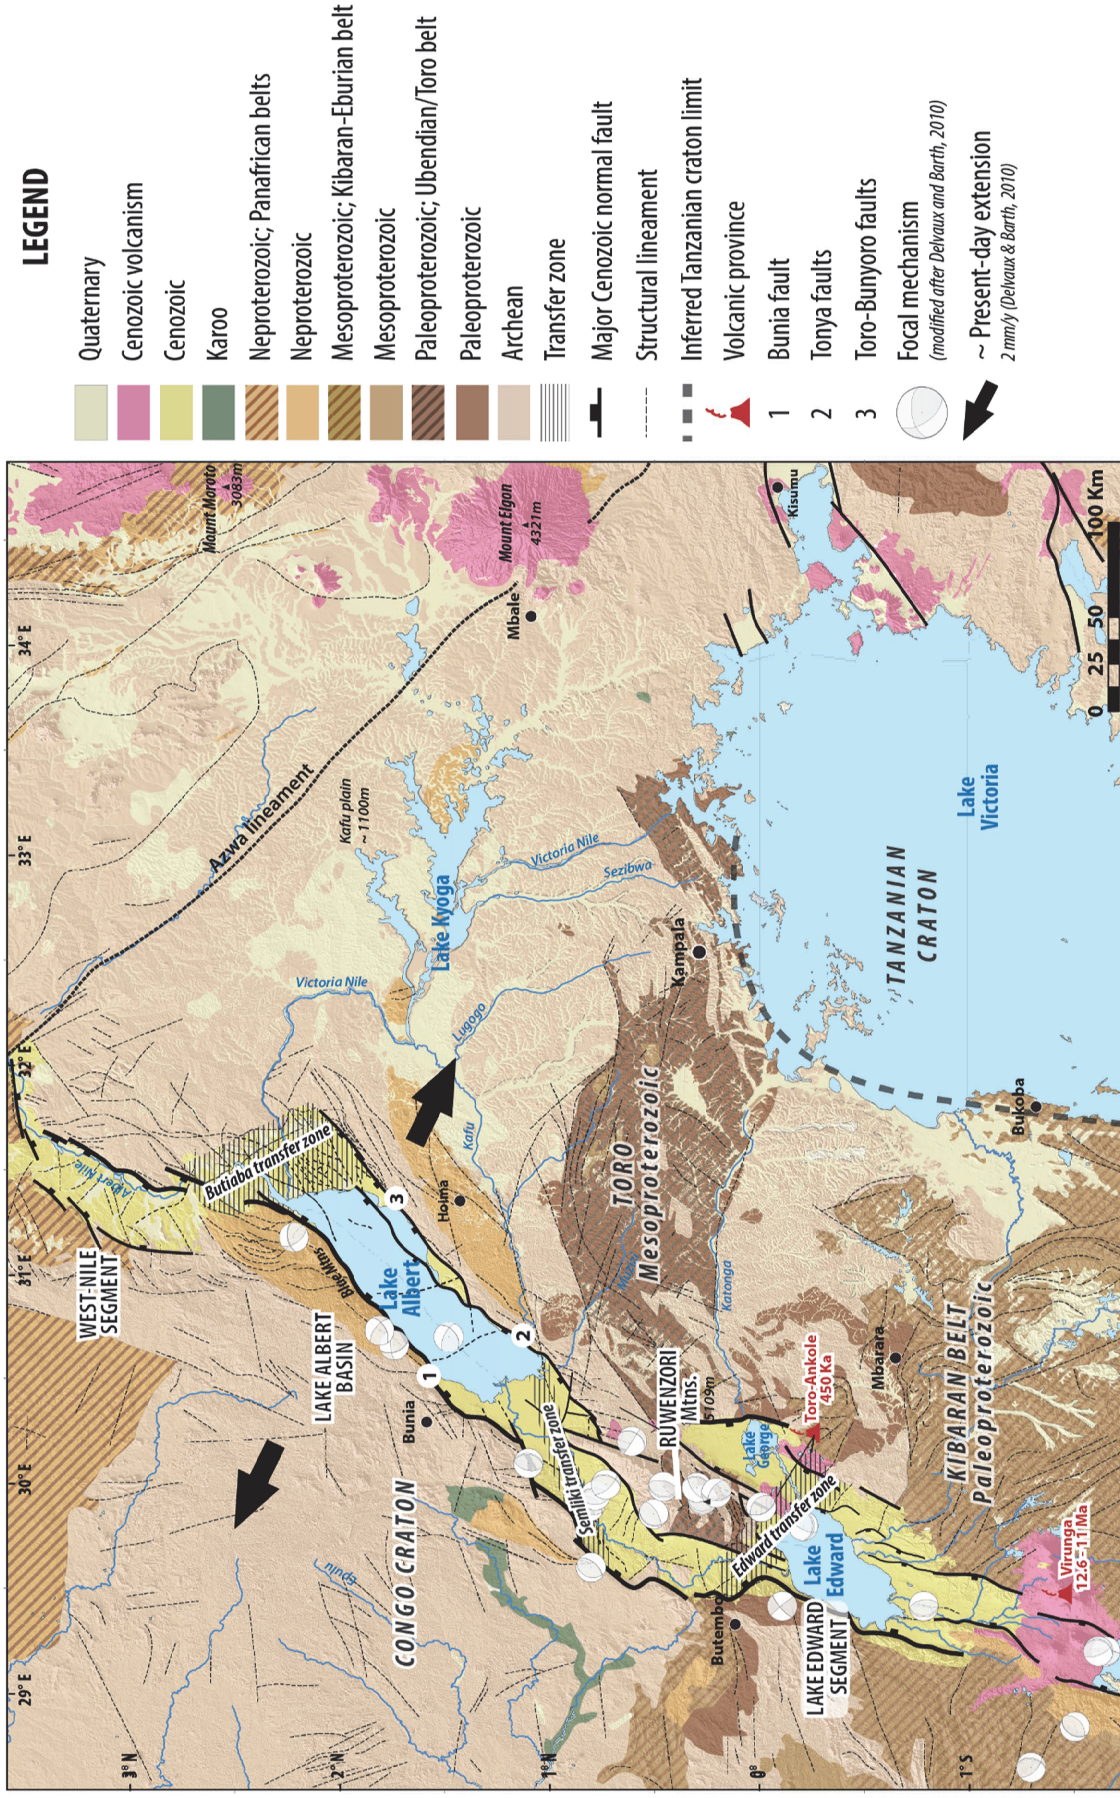 LEGEND
Quaternary
Cenozoic volcanism
Cenozoic
Karoo
Neproterozoic; Panafrican belts
Neproterozoic
Mesoproterozoic; Kibaran-Eburian belt
Mesoproterozoic
Paleoproterozoic; Ubendian/Toro belt
Paleoproterozoic
Archean
Transfer zone
Major Cenozoic normal fault
Structural lineament
Inferred Tanzanian craton limit
Volcanic province
1 Bunia fault
2 Tonya faults
3 Toro-Bunyoro faults
Focal mechanism
(modified after Delvaux and Barth, 2010)
~ Present-day extension
2 mm/y (Delvaux & Barth, 2010)
29° E
30° E
31° E
32° E
33° E
34° E
3° N
2° N
1° N
0°
1° S
WEST-NILE
SEGMENT
Albert Nile
Butiaba transfer zone
Azwa lineament
Mount Moroto
3083m
Mount Elgon
4321m
Mbale
Kafu plain
~ 1100m
Lake Kyoga
Victoria Nile
Victoria Nile
Sezibwa
Lugogo
Kafu
Hoima
Blue Mtns
Lake
Albert
LAKE ALBERT
BASIN
1
2
3
Bunia
CONGO CRATON
Epulu
Semliki transfer zone
RUWENZORI
Mtns.
5109m
TORO
Mesoproterozoic
Muzizi
Katonga
Kampala
Kisumu
Lake
Victoria
TANZANIAN
CRATON
Bukoba
Mbarara
Toro-Ankole
450 Ka
Lake
George
Edward transfer zone
Lake
Edward
Butembo
LAKE EDWARD
SEGMENT
KIBARAN BELT
Paleoproterozoic
Virunga
12.6–11 Ma
0 25 50 100 Km